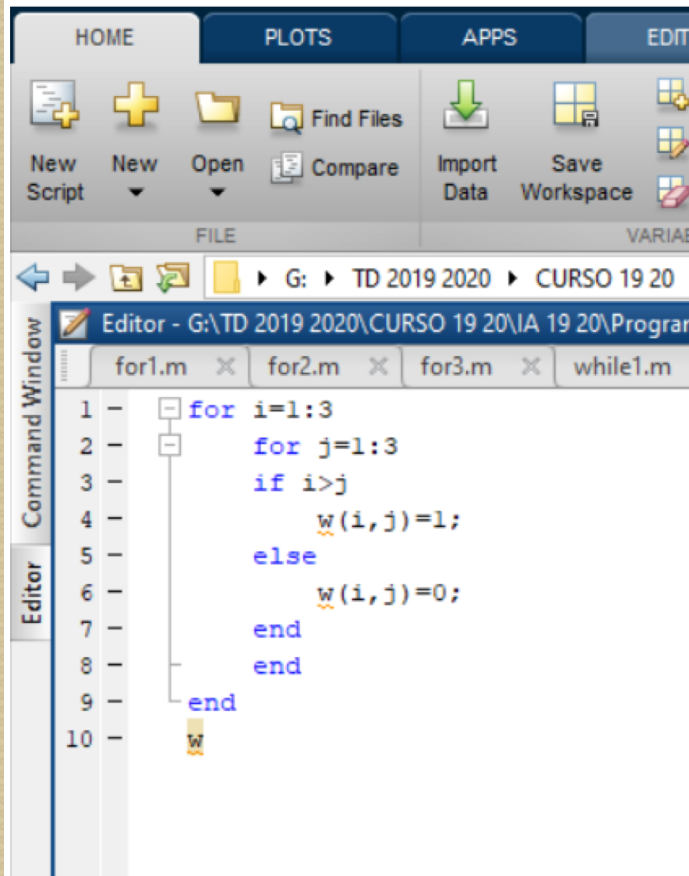 HOME PLOTS APPS EDIT
Find Files
Compare
New Script
New
Open
Import Data
Save Workspace
FILE VARIAB
G: TD 2019 2020 CURSO 19 20
Editor - G:\TD 2019 2020\CURSO 19 20\IA 19 20\Program
for1.m for2.m for3.m while1.m
Command Window
Editor
1 for i=1:3
2 for j=1:3
3 if i>j
4 w(i,j)=1;
5 else
6 w(i,j)=0;
7 end
8 end
9 end
10 w